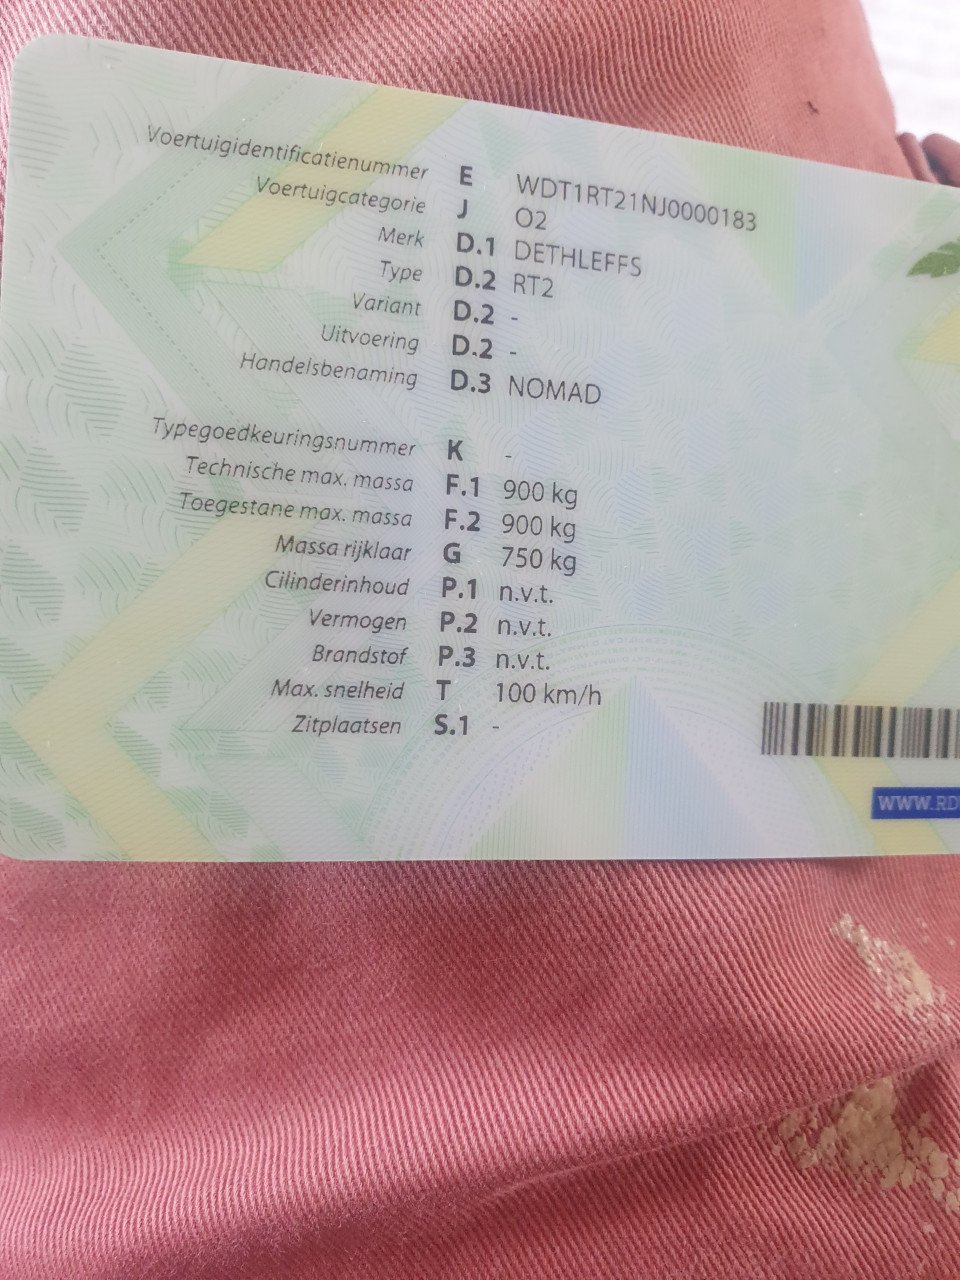 Voertuigidentificatienummer E WDT1RT21NJ0000183
Voertuigcategorie J O2
Merk D.1 DETHLEFFS
Type D.2 RT2
Variant D.2 -
Uitvoering D.2 -
Handelsbenaming D.3 NOMAD
Typegoedkeuringsnummer K -
Technische max. massa F.1 900 kg
Toegestane max. massa F.2 900 kg
Massa rijklaar G 750 kg
Cilinderinhoud P.1 n.v.t.
Vermogen P.2 n.v.t.
Brandstof P.3 n.v.t.
Max. snelheid T 100 km/h
Zitplaatsen S.1 -
WWW.RD